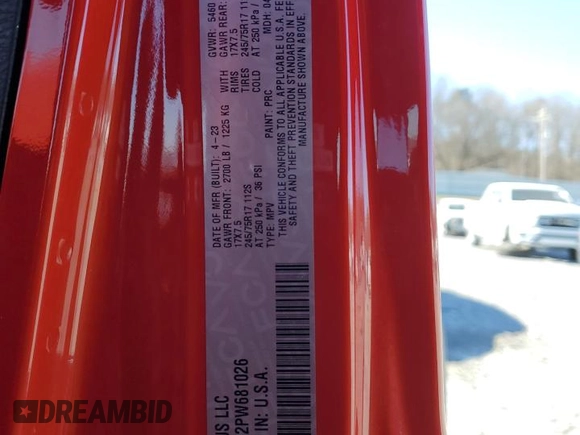 US LLC
DATE OF MFR (BUILT): 4-23
GVWR: 5460
GAWR FRONT: 2700 LB / 1225 KG WITH
GAWR REAR:
17X7.5 RIMS 17X7.5
245/75R17 112S TIRES 245/75R17 11
AT 250 kPa / 36 PSI COLD AT 250 kPa /
TYPE: MPV PAINT: PRC MDH: 04
THIS VEHICLE CONFORMS TO ALL APPLICABLE U.S.A. FE
SAFETY AND THEFT PREVENTION STANDARDS IN EFF
MANUFACTURE SHOWN ABOVE.
2PW681026
IN: U.S.A.
DREAMBID